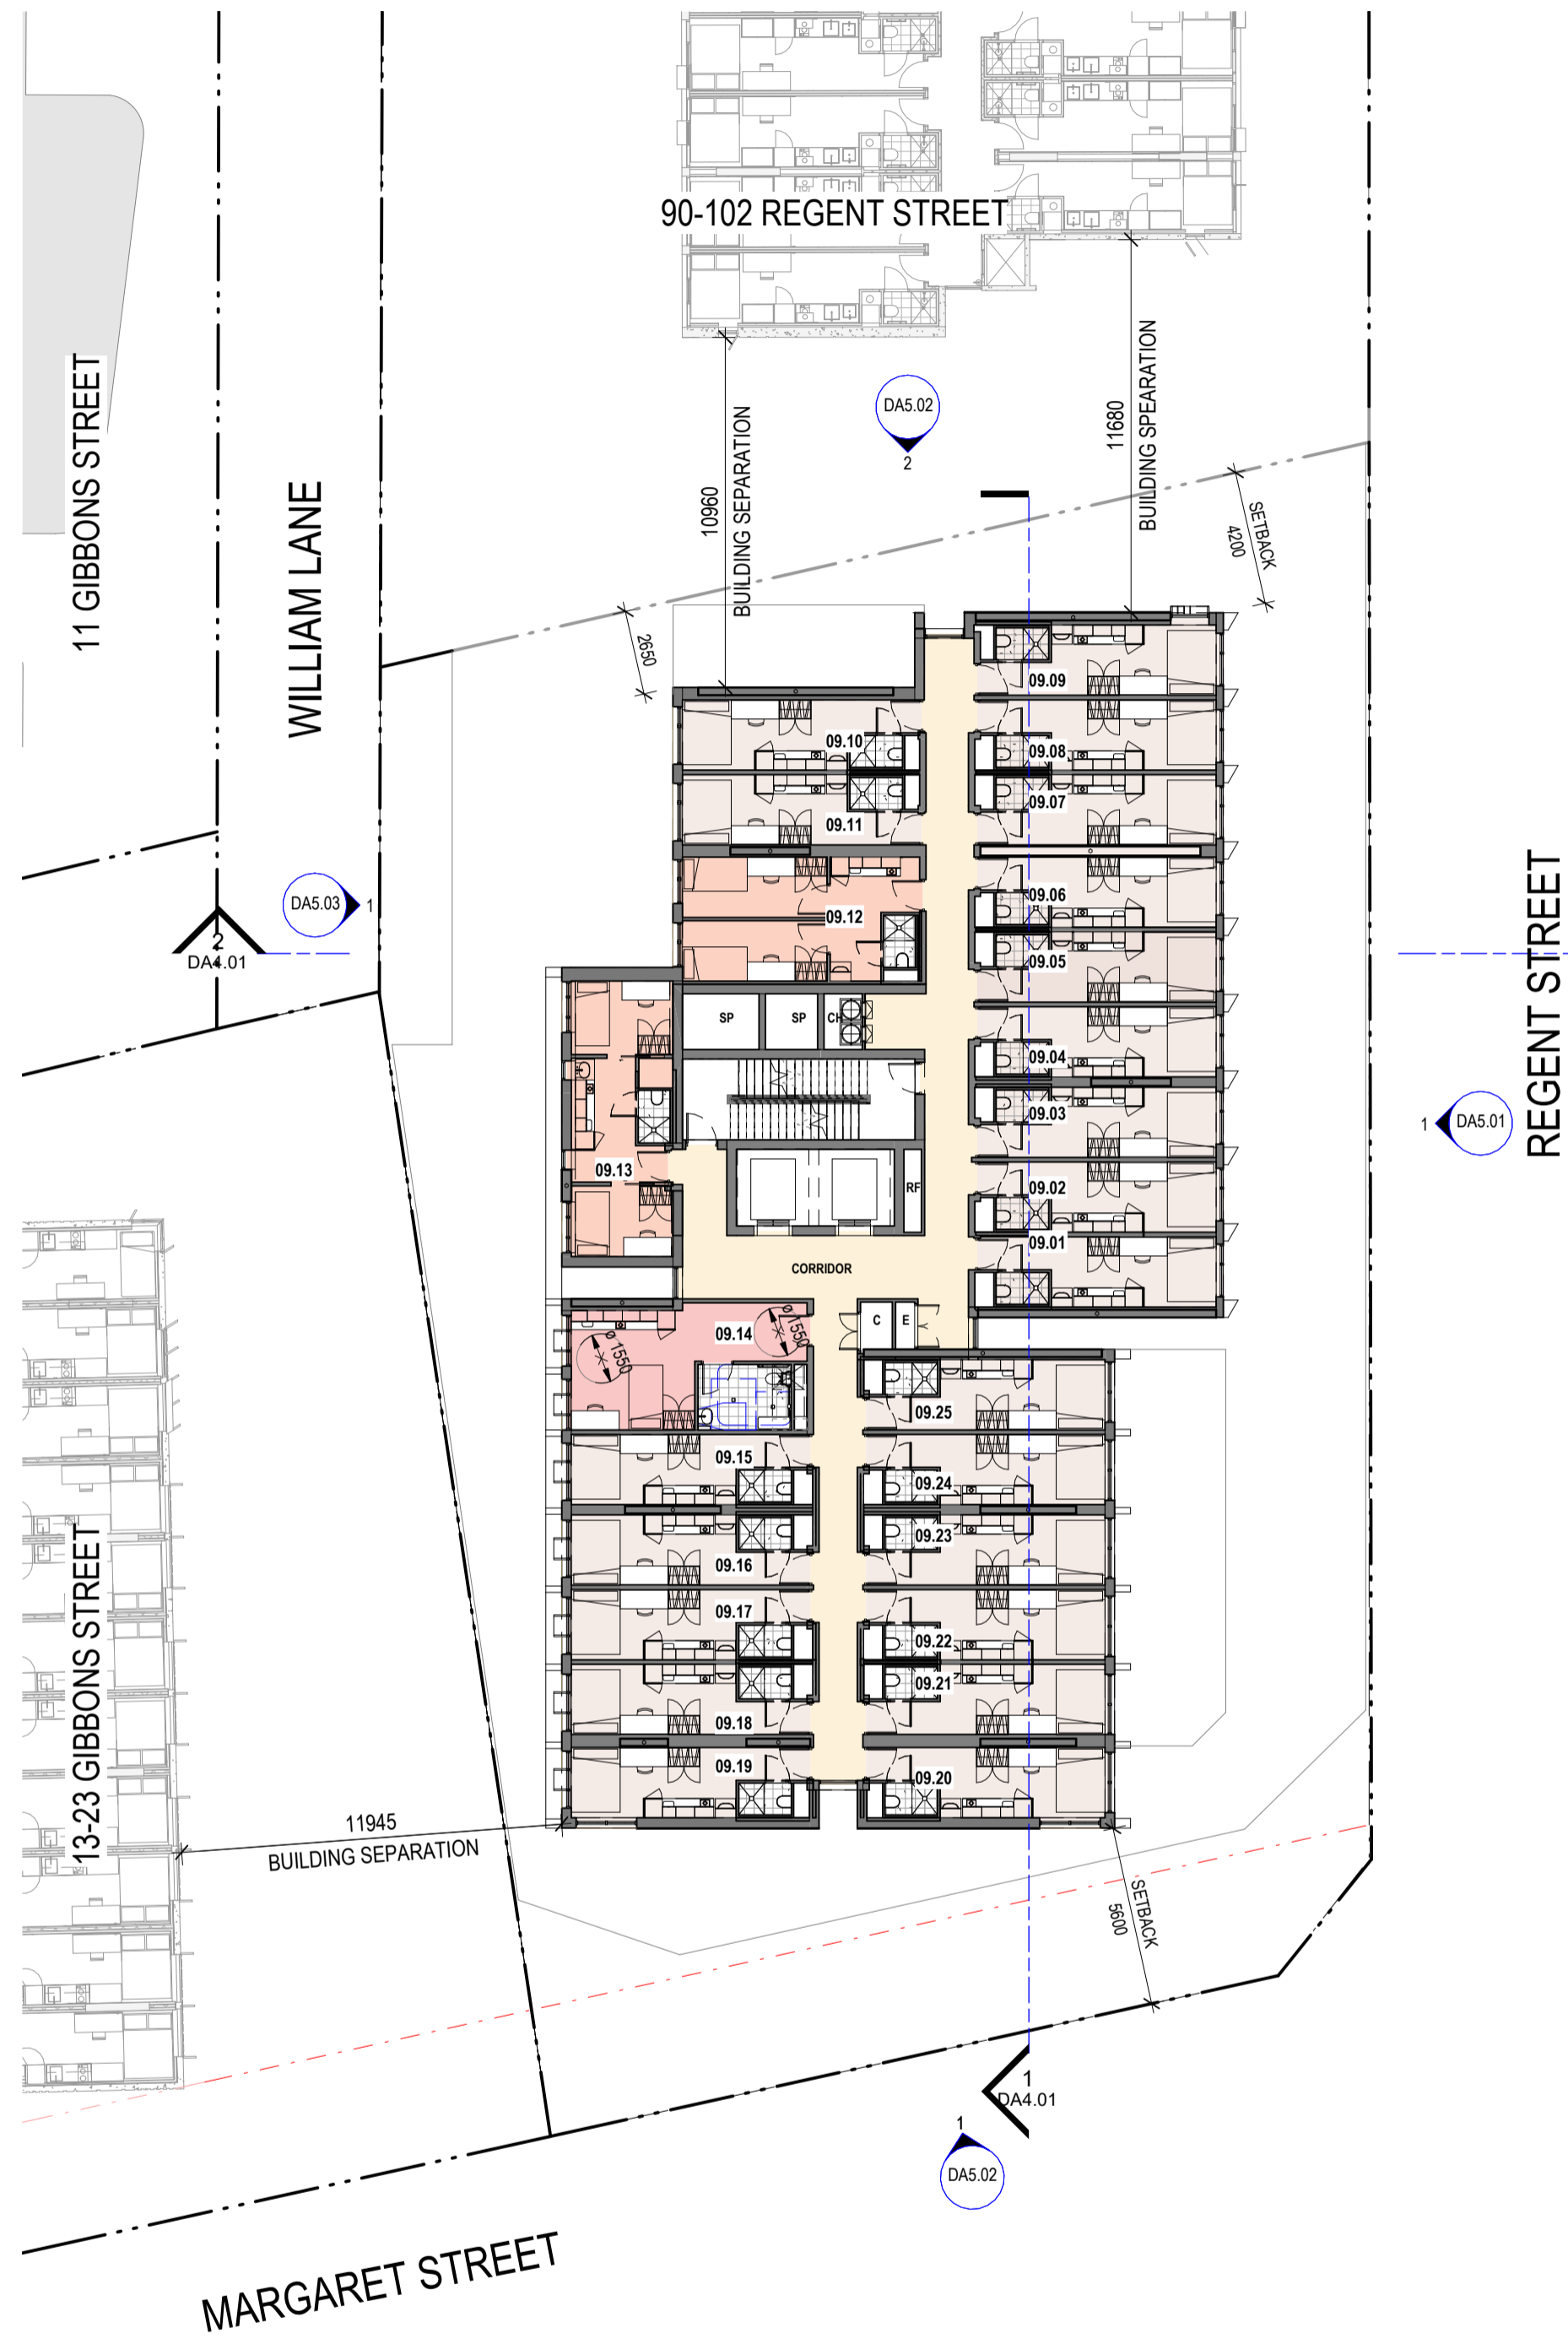 90-102 REGENT STREET
11 GIBBONS STREET
WILLIAM LANE
DA5.02
2
10960
BUILDING SEPARATION
11680
BUILDING SPEARATION
SETBACK
4200
2650
09.09
09.10
09.08
09.07
09.11
09.06
09.12
09.05
DA5.03
1
2
DA4.01
REGENT STREET
SP
SP
CH
09.04
09.03
1
DA5.01
09.13
RF
09.02
09.01
CORRIDOR
09.14
Ø 1550
Ø 1550
C
E
09.25
09.15
09.24
09.23
09.16
09.17
09.22
09.21
09.18
09.19
09.20
13-23 GIBBONS STREET
11945
BUILDING SEPARATION
SETBACK
5600
1
DA4.01
1
DA5.02
MARGARET STREET